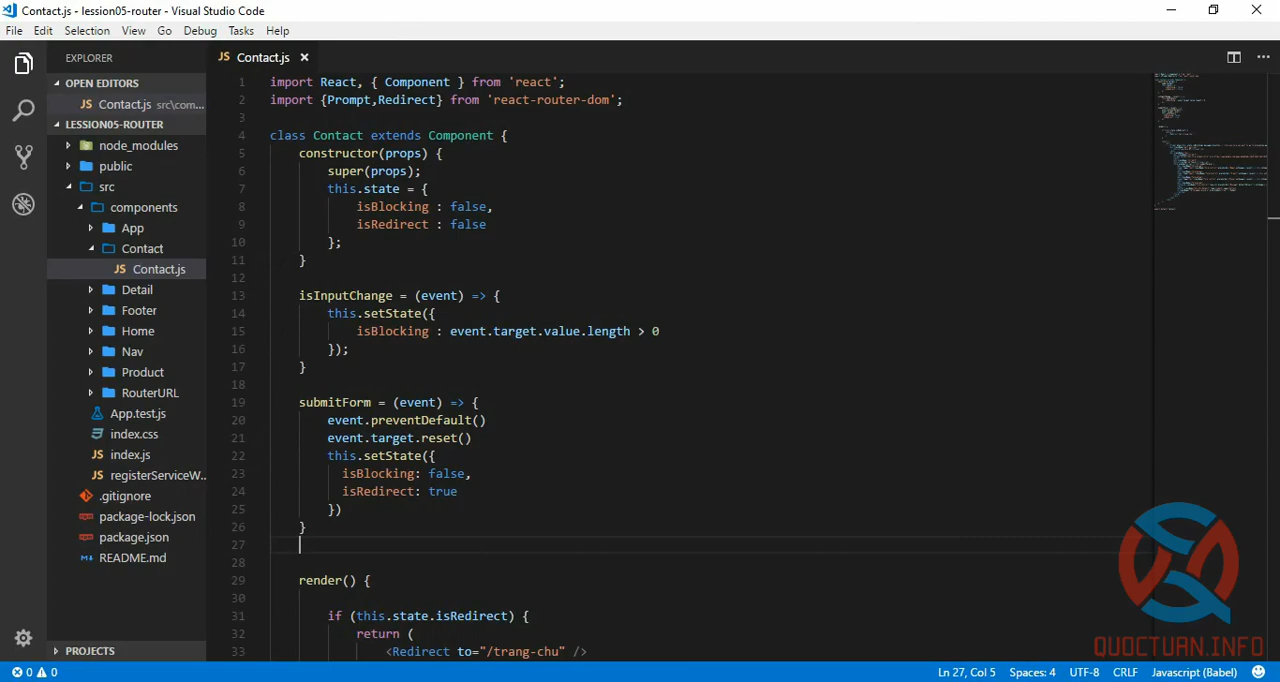 Contact.js - lession05-router - Visual Studio Code
File Edit Selection View Go Debug Tasks Help
EXPLORER
OPEN EDITORS
JS Contact.js src\com...
LESSION05-ROUTER
node_modules
public
src
components
App
Contact
JS Contact.js
Detail
Footer
Home
Nav
Product
RouterURL
App.test.js
index.css
JS index.js
JS registerServiceW..
.gitignore
package-lock.json
package.json
M README.md
PROJECTS
JS Contact.js
1 import React, { Component } from 'react';
2 import {Prompt,Redirect} from 'react-router-dom';
3
4 class Contact extends Component {
5 constructor(props) {
6 super(props);
7 this.state = {
8 isBlocking : false,
9 isRedirect : false
10 };
11 }
12
13 isInputChange = (event) => {
14 this.setState({
15 isBlocking : event.target.value.length > 0
16 });
17 }
18
19 submitForm = (event) => {
20 event.preventDefault()
21 event.target.reset()
22 this.setState({
23 isBlocking: false,
24 isRedirect: true
25 })
26 }
27
28
29 render() {
30
31 if (this.state.isRedirect) {
32 return (
33 <Redirect to="/trang-chu" />
QUOCTUAN.INFO
0 0 Ln 27, Col 5 Spaces: 4 UTF-8 CRLF Javascript (Babel)